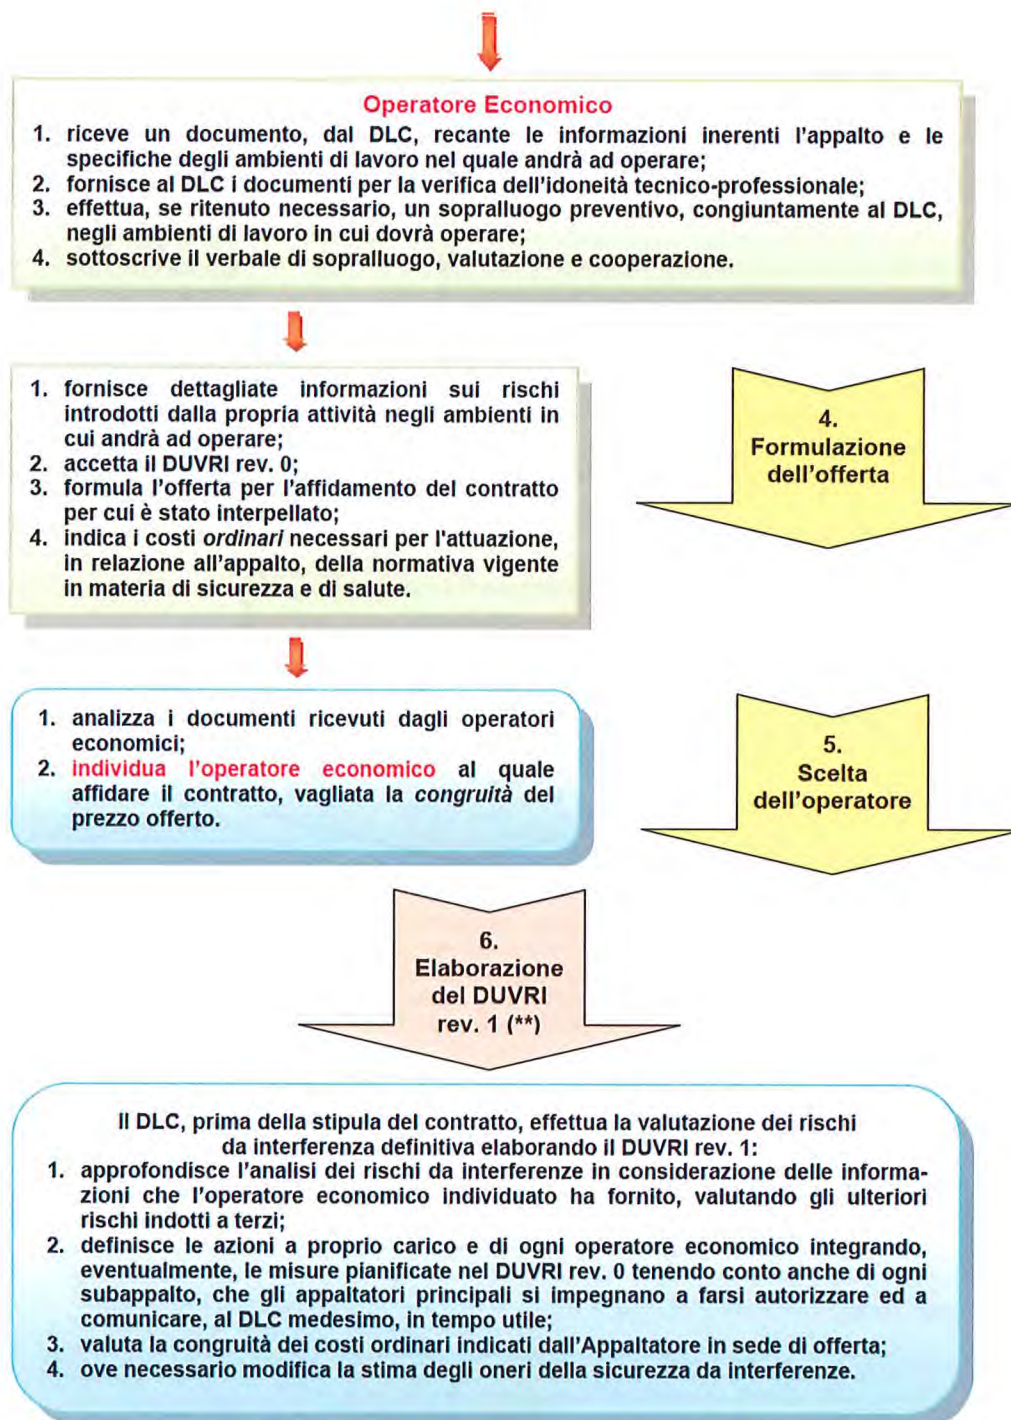 Operatore Economico
1. riceve un documento, dal DLC, recante le informazioni inerenti l'appalto e le
specifiche degli ambienti di lavoro nel quale andrà ad operare;
2. fornisce al DLC i documenti per la verifica dell'idoneità tecnico-professionale;
3. effettua, se ritenuto necessario, un sopralluogo preventivo, congiuntamente al DLC,
negli ambienti di lavoro in cui dovrà operare;
4. sottoscrive il verbale di sopralluogo, valutazione e cooperazione.
1. fornisce dettagliate informazioni sui rischi
introdotti dalla propria attività negli ambienti in
cui andrà ad operare;
2. accetta il DUVRI rev. 0;
3. formula l'offerta per l'affidamento del contratto
per cui è stato interpellato;
4. indica i costi ordinari necessari per l'attuazione,
in relazione all'appalto, della normativa vigente
in materia di sicurezza e di salute.
4.
Formulazione
dell'offerta
1. analizza i documenti ricevuti dagli operatori
economici;
2. individua l'operatore economico al quale
affidare il contratto, vagliata la congruità del
prezzo offerto.
5.
Scelta
dell'operatore
6.
Elaborazione
del DUVRI
rev. 1 (**)
Il DLC, prima della stipula del contratto, effettua la valutazione dei rischi
da interferenza definitiva elaborando il DUVRI rev. 1:
1. approfondisce l'analisi dei rischi da interferenze in considerazione delle informa-
zioni che l'operatore economico individuato ha fornito, valutando gli ulteriori
rischi indotti a terzi;
2. definisce le azioni a proprio carico e di ogni operatore economico integrando,
eventualmente, le misure pianificate nel DUVRI rev. 0 tenendo conto anche di ogni
subappalto, che gli appaltatori principali si impegnano a farsi autorizzare ed a
comunicare, al DLC medesimo, in tempo utile;
3. valuta la congruità dei costi ordinari indicati dall'Appaltatore in sede di offerta;
4. ove necessario modifica la stima degli oneri della sicurezza da interferenze.